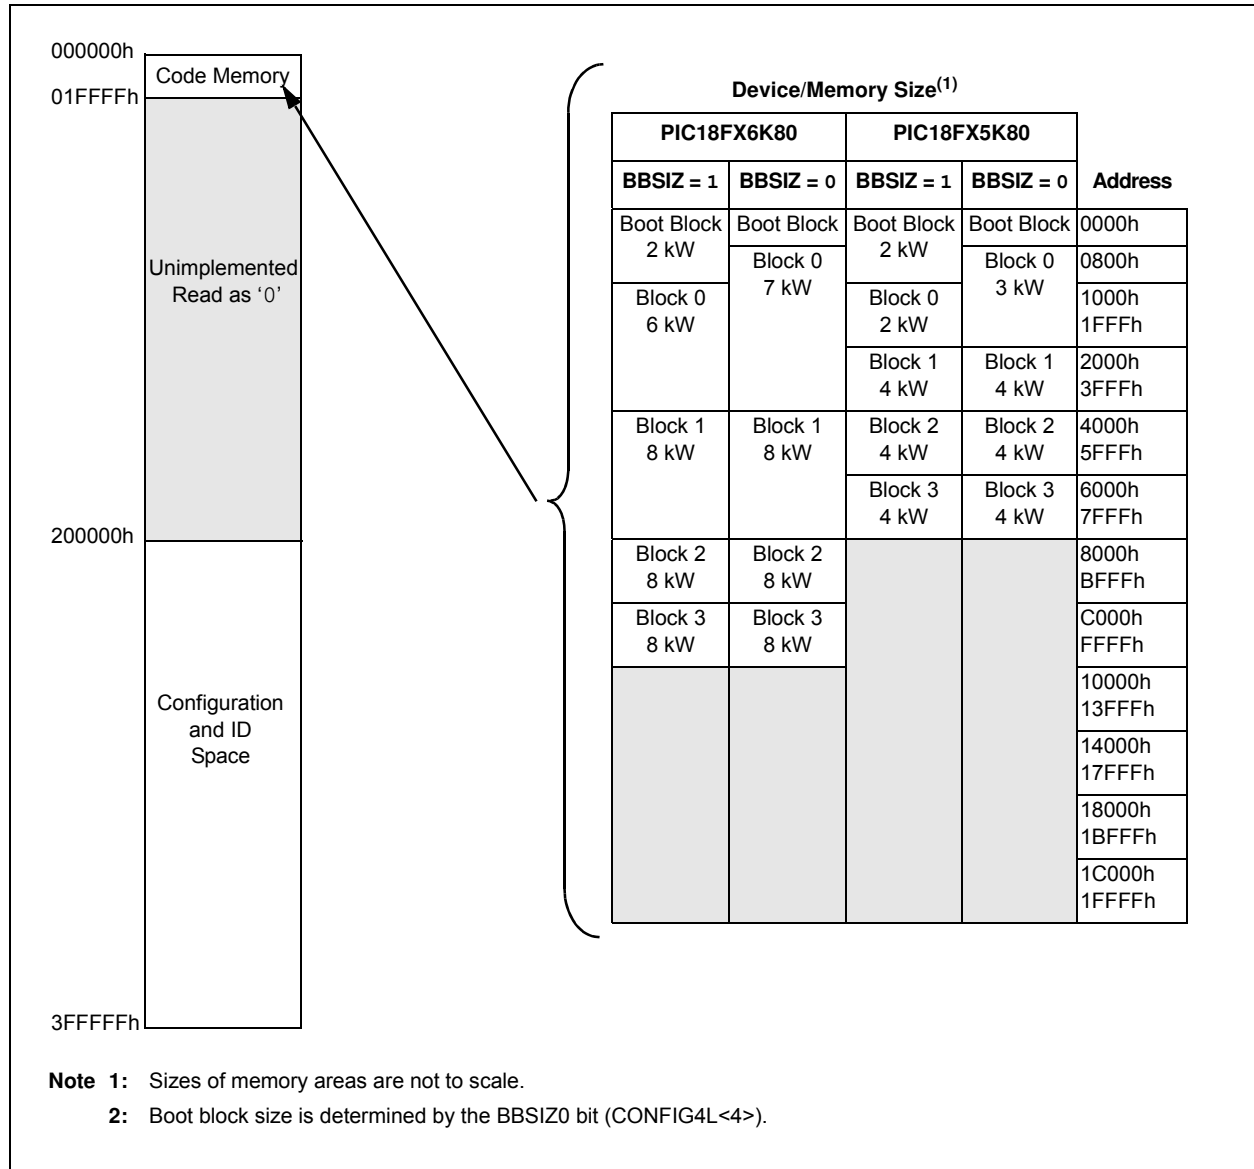 000000h
Code Memory
01FFFFh
Unimplemented
Read as ‘0’
200000h
Configuration
and ID
Space
3FFFFFh
Device/Memory Size(1)
PIC18FX6K80 PIC18FX5K80
BBSIZ = 1 BBSIZ = 0 BBSIZ = 1 BBSIZ = 0 Address
Boot Block Boot Block Boot Block Boot Block 0000h
2 kW Block 0 2 kW Block 0 0800h
7 kW 3 kW
Block 0 Block 0 1000h
6 kW 2 kW 1FFFh
Block 1 Block 1 2000h
4 kW 4 kW 3FFFh
Block 1 Block 1 Block 2 Block 2 4000h
8 kW 8 kW 4 kW 4 kW 5FFFh
Block 3 Block 3 6000h
4 kW 4 kW 7FFFh
Block 2 Block 2 8000h
8 kW 8 kW BFFFh
Block 3 Block 3 C000h
8 kW 8 kW FFFFh
10000h
13FFFh
14000h
17FFFh
18000h
1BFFFh
1C000h
1FFFFh
Note 1: Sizes of memory areas are not to scale.
2: Boot block size is determined by the BBSIZ0 bit (CONFIG4L<4>).